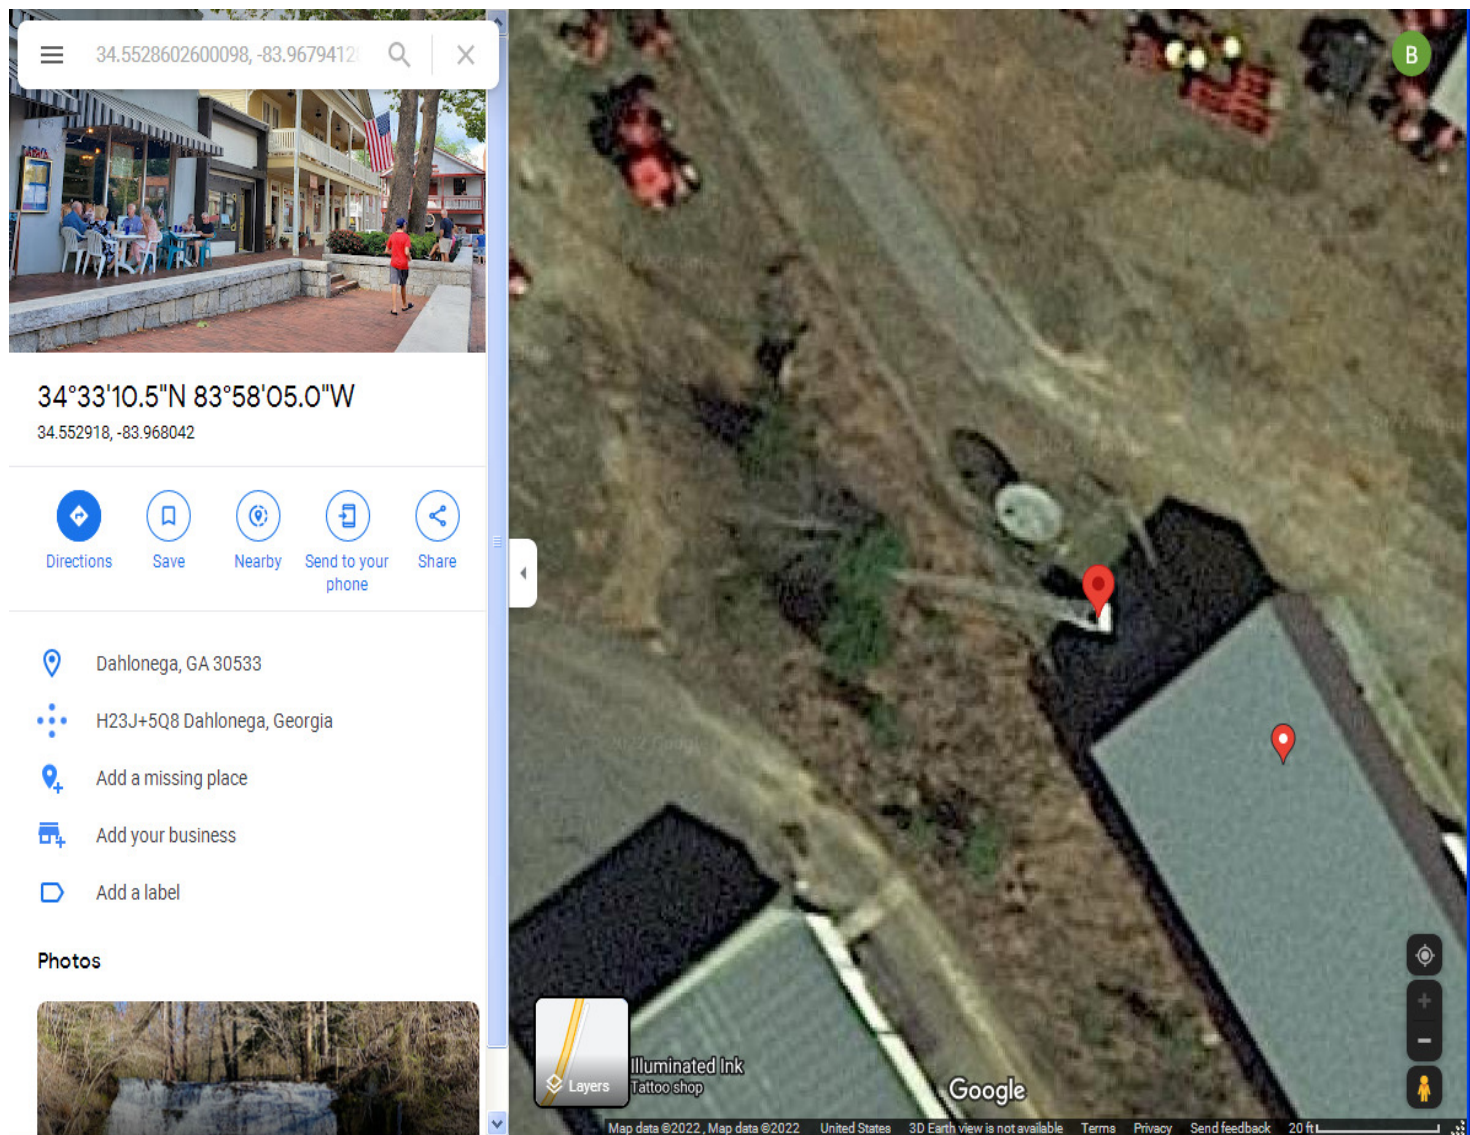 34.5528602600098, -83.9679412
B
34°33'10.5"N 83°58'05.0"W
34.552918, -83.968042
Directions
Save
Nearby
Send to your
phone
Share
Dahlonega, GA 30533
H23J+5Q8 Dahlonega, Georgia
Add a missing place
Add your business
Add a label
Photos
Layers
Illuminated Ink
Tattoo shop
Google
Map data ©2022 , Map data ©2022 United States 3D Earth view is not available Terms Privacy Send feedback 20 ft